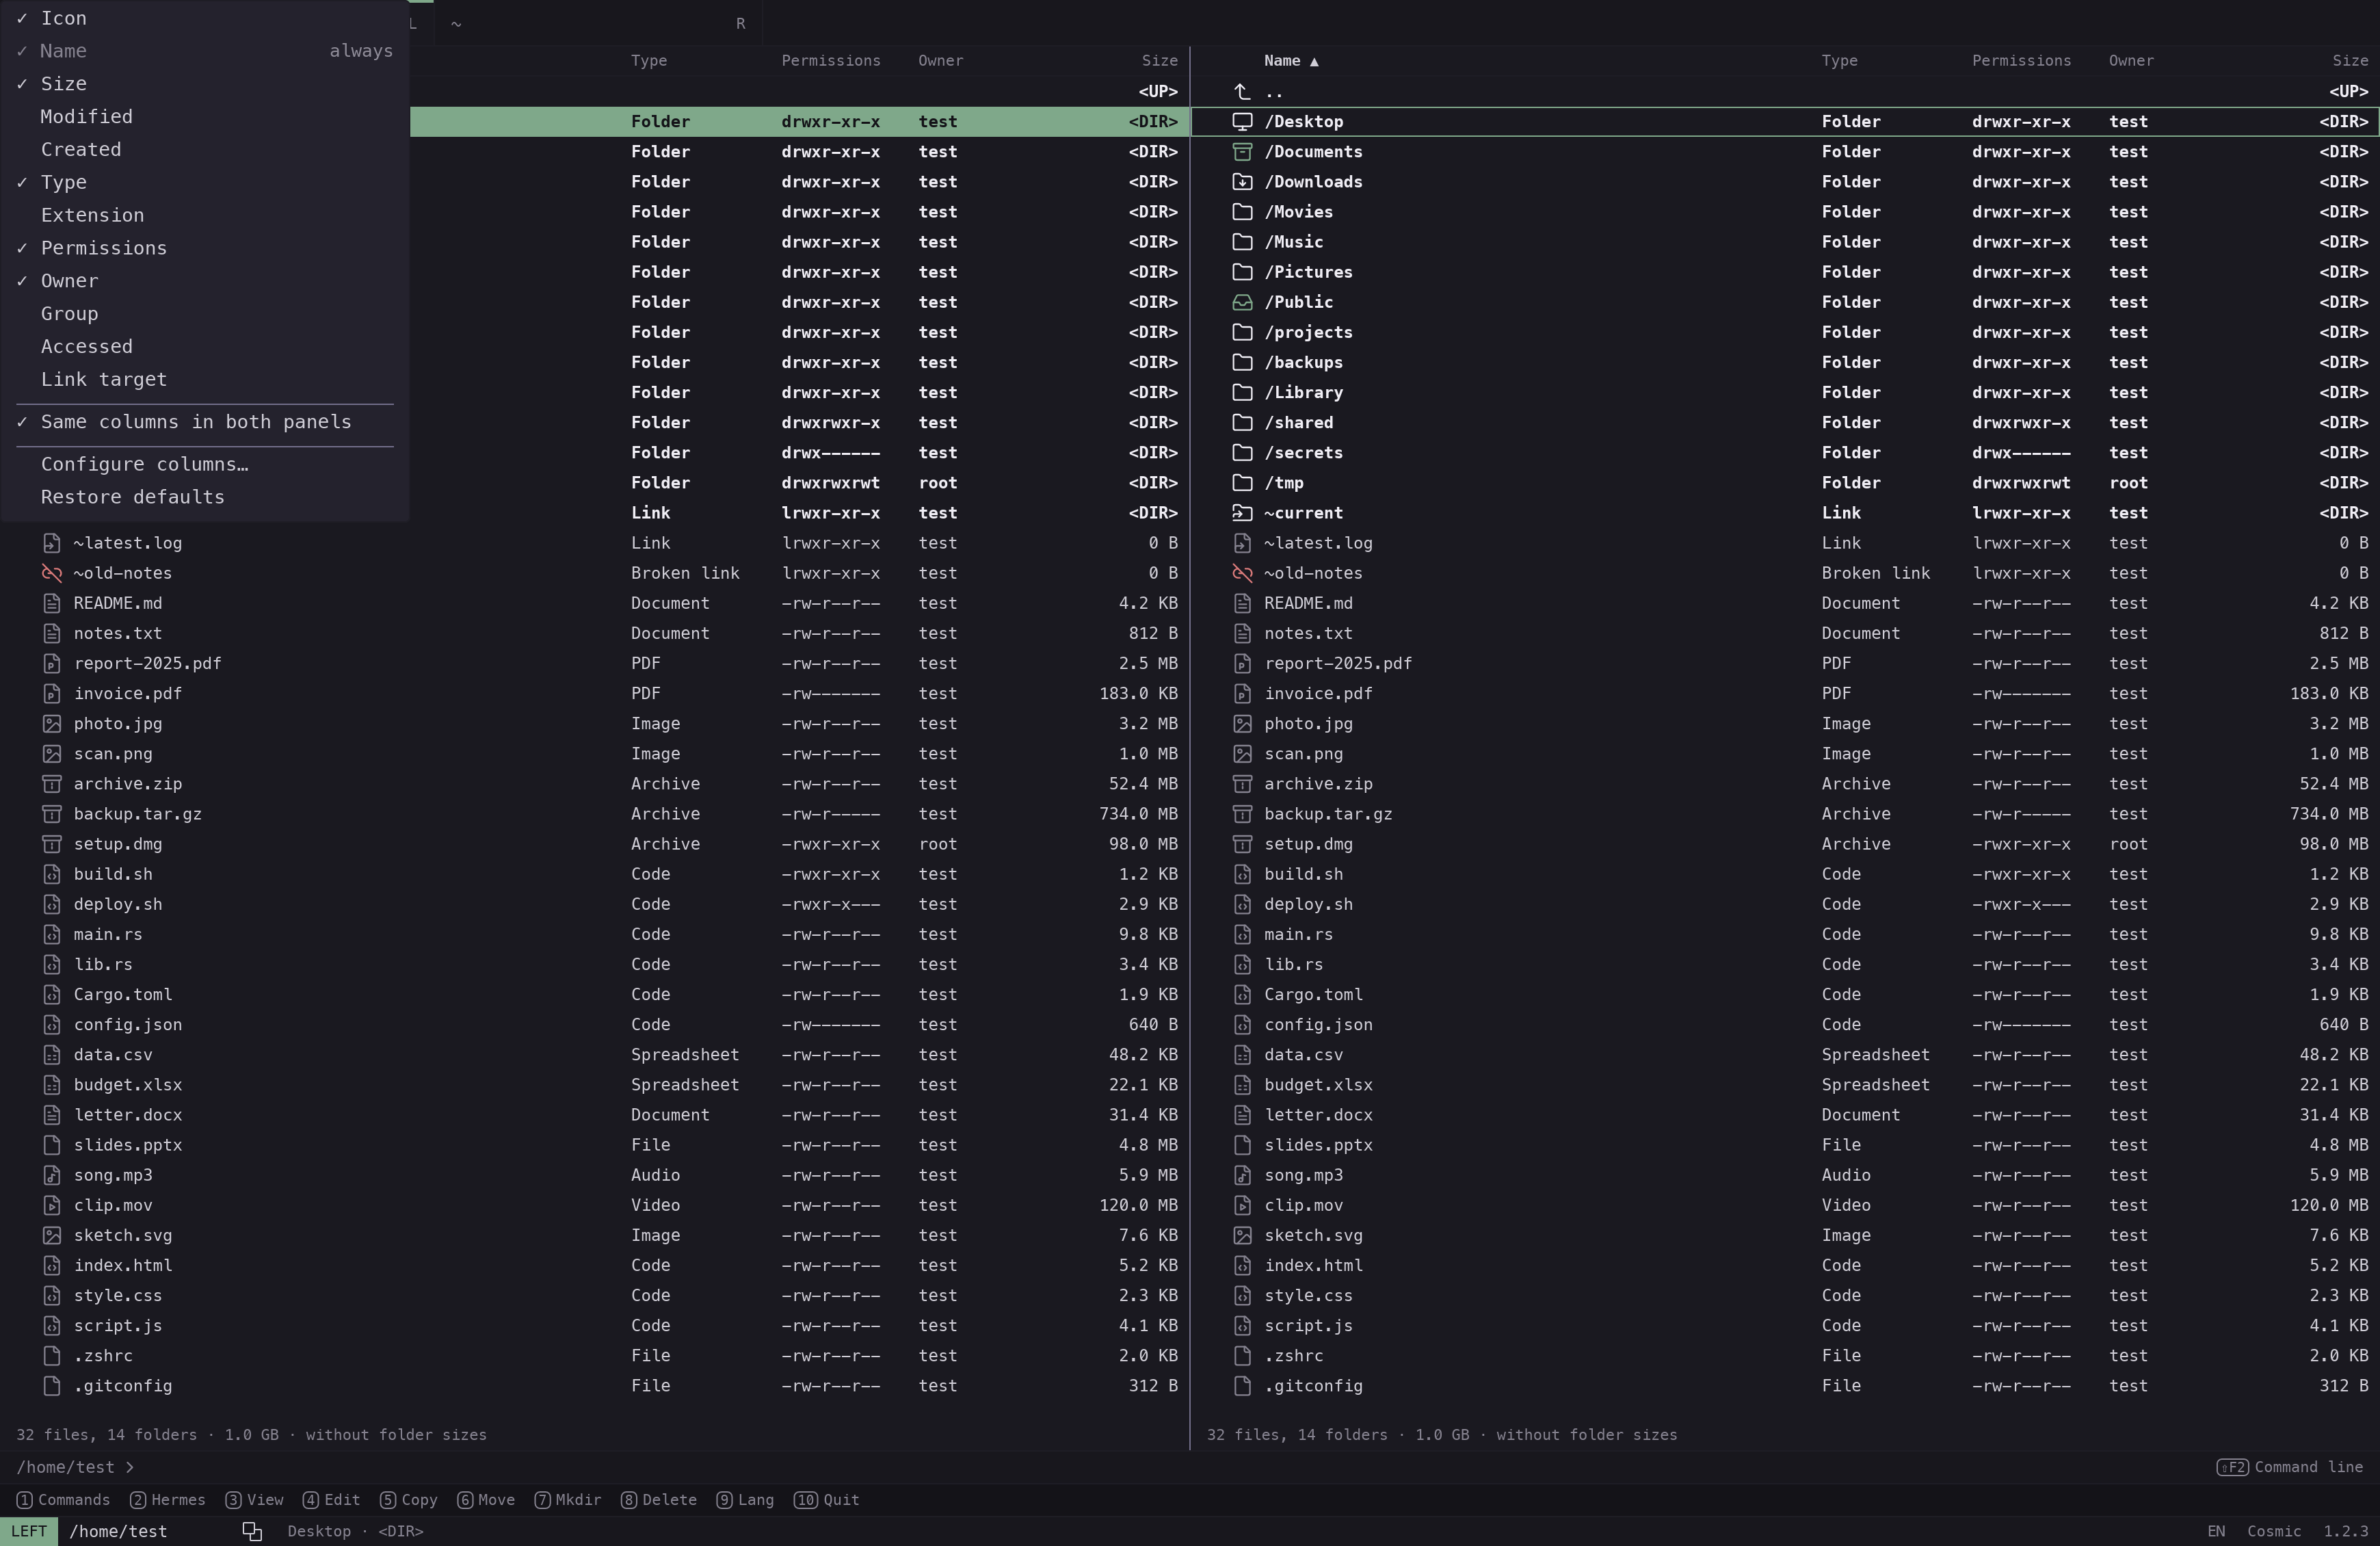 ✓ Icon
✓ Name always
✓ Size
Modified
Created
✓ Type
Extension
✓ Permissions
✓ Owner
Group
Accessed
Link target
✓ Same columns in both panels
Configure columns…
Restore defaults
L ~ R
Type Permissions Owner Size
<UP>
Folder drwxr-xr-x test <DIR>
Folder drwxr-xr-x test <DIR>
Folder drwxr-xr-x test <DIR>
Folder drwxr-xr-x test <DIR>
Folder drwxr-xr-x test <DIR>
Folder drwxr-xr-x test <DIR>
Folder drwxr-xr-x test <DIR>
Folder drwxr-xr-x test <DIR>
Folder drwxr-xr-x test <DIR>
Folder drwxr-xr-x test <DIR>
Folder drwxrwxr-x test <DIR>
Folder drwx------ test <DIR>
Folder drwxrwxrwt root <DIR>
Link lrwxr-xr-x test <DIR>
~latest.log Link lrwxr-xr-x test 0 B
~old-notes Broken link lrwxr-xr-x test 0 B
README.md Document -rw-r--r-- test 4.2 KB
notes.txt Document -rw-r--r-- test 812 B
report-2025.pdf PDF -rw-r--r-- test 2.5 MB
invoice.pdf PDF -rw------- test 183.0 KB
photo.jpg Image -rw-r--r-- test 3.2 MB
scan.png Image -rw-r--r-- test 1.0 MB
archive.zip Archive -rw-r--r-- test 52.4 MB
backup.tar.gz Archive -rw-r----- test 734.0 MB
setup.dmg Archive -rwxr-xr-x root 98.0 MB
build.sh Code -rwxr-xr-x test 1.2 KB
deploy.sh Code -rwxr-x--- test 2.9 KB
main.rs Code -rw-r--r-- test 9.8 KB
lib.rs Code -rw-r--r-- test 3.4 KB
Cargo.toml Code -rw-r--r-- test 1.9 KB
config.json Code -rw------- test 640 B
data.csv Spreadsheet -rw-r--r-- test 48.2 KB
budget.xlsx Spreadsheet -rw-r--r-- test 22.1 KB
letter.docx Document -rw-r--r-- test 31.4 KB
slides.pptx File -rw-r--r-- test 4.8 MB
song.mp3 Audio -rw-r--r-- test 5.9 MB
clip.mov Video -rw-r--r-- test 120.0 MB
sketch.svg Image -rw-r--r-- test 7.6 KB
index.html Code -rw-r--r-- test 5.2 KB
style.css Code -rw-r--r-- test 2.3 KB
script.js Code -rw-r--r-- test 4.1 KB
.zshrc File -rw-r--r-- test 2.0 KB
.gitconfig File -rw-r--r-- test 312 B
32 files, 14 folders · 1.0 GB · without folder sizes
Name ▲ Type Permissions Owner Size
.. <UP>
/Desktop Folder drwxr-xr-x test <DIR>
/Documents Folder drwxr-xr-x test <DIR>
/Downloads Folder drwxr-xr-x test <DIR>
/Movies Folder drwxr-xr-x test <DIR>
/Music Folder drwxr-xr-x test <DIR>
/Pictures Folder drwxr-xr-x test <DIR>
/Public Folder drwxr-xr-x test <DIR>
/projects Folder drwxr-xr-x test <DIR>
/backups Folder drwxr-xr-x test <DIR>
/Library Folder drwxr-xr-x test <DIR>
/shared Folder drwxrwxr-x test <DIR>
/secrets Folder drwx------ test <DIR>
/tmp Folder drwxrwxrwt root <DIR>
~current Link lrwxr-xr-x test <DIR>
~latest.log Link lrwxr-xr-x test 0 B
~old-notes Broken link lrwxr-xr-x test 0 B
README.md Document -rw-r--r-- test 4.2 KB
notes.txt Document -rw-r--r-- test 812 B
report-2025.pdf PDF -rw-r--r-- test 2.5 MB
invoice.pdf PDF -rw------- test 183.0 KB
photo.jpg Image -rw-r--r-- test 3.2 MB
scan.png Image -rw-r--r-- test 1.0 MB
archive.zip Archive -rw-r--r-- test 52.4 MB
backup.tar.gz Archive -rw-r----- test 734.0 MB
setup.dmg Archive -rwxr-xr-x root 98.0 MB
build.sh Code -rwxr-xr-x test 1.2 KB
deploy.sh Code -rwxr-x--- test 2.9 KB
main.rs Code -rw-r--r-- test 9.8 KB
lib.rs Code -rw-r--r-- test 3.4 KB
Cargo.toml Code -rw-r--r-- test 1.9 KB
config.json Code -rw------- test 640 B
data.csv Spreadsheet -rw-r--r-- test 48.2 KB
budget.xlsx Spreadsheet -rw-r--r-- test 22.1 KB
letter.docx Document -rw-r--r-- test 31.4 KB
slides.pptx File -rw-r--r-- test 4.8 MB
song.mp3 Audio -rw-r--r-- test 5.9 MB
clip.mov Video -rw-r--r-- test 120.0 MB
sketch.svg Image -rw-r--r-- test 7.6 KB
index.html Code -rw-r--r-- test 5.2 KB
style.css Code -rw-r--r-- test 2.3 KB
script.js Code -rw-r--r-- test 4.1 KB
.zshrc File -rw-r--r-- test 2.0 KB
.gitconfig File -rw-r--r-- test 312 B
32 files, 14 folders · 1.0 GB · without folder sizes
/home/test > ⇧F2 Command line
1 Commands 2 Hermes 3 View 4 Edit 5 Copy 6 Move 7 Mkdir 8 Delete 9 Lang 10 Quit
LEFT /home/test Desktop · <DIR> EN Cosmic 1.2.3